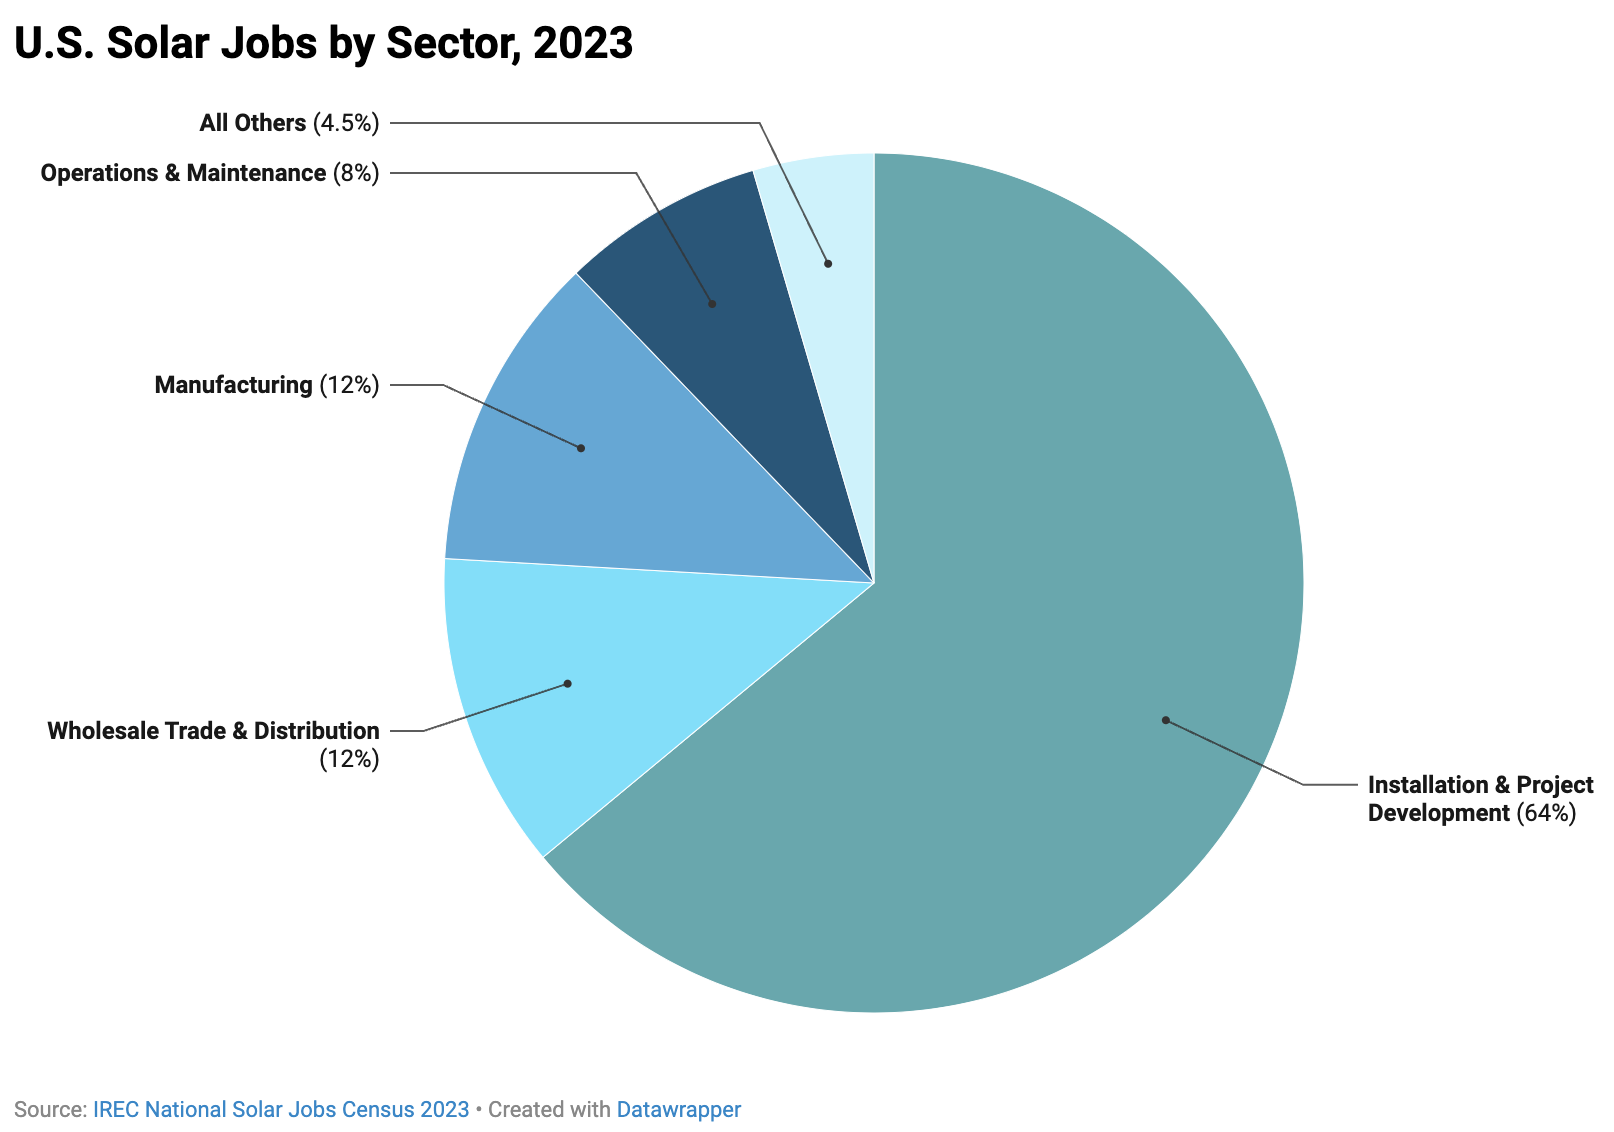 U.S. Solar Jobs by Sector, 2023
All Others (4.5%)
Operations & Maintenance (8%)
Manufacturing (12%)
Wholesale Trade & Distribution
(12%)
Installation & Project
Development (64%)
Source: IREC National Solar Jobs Census 2023 • Created with Datawrapper